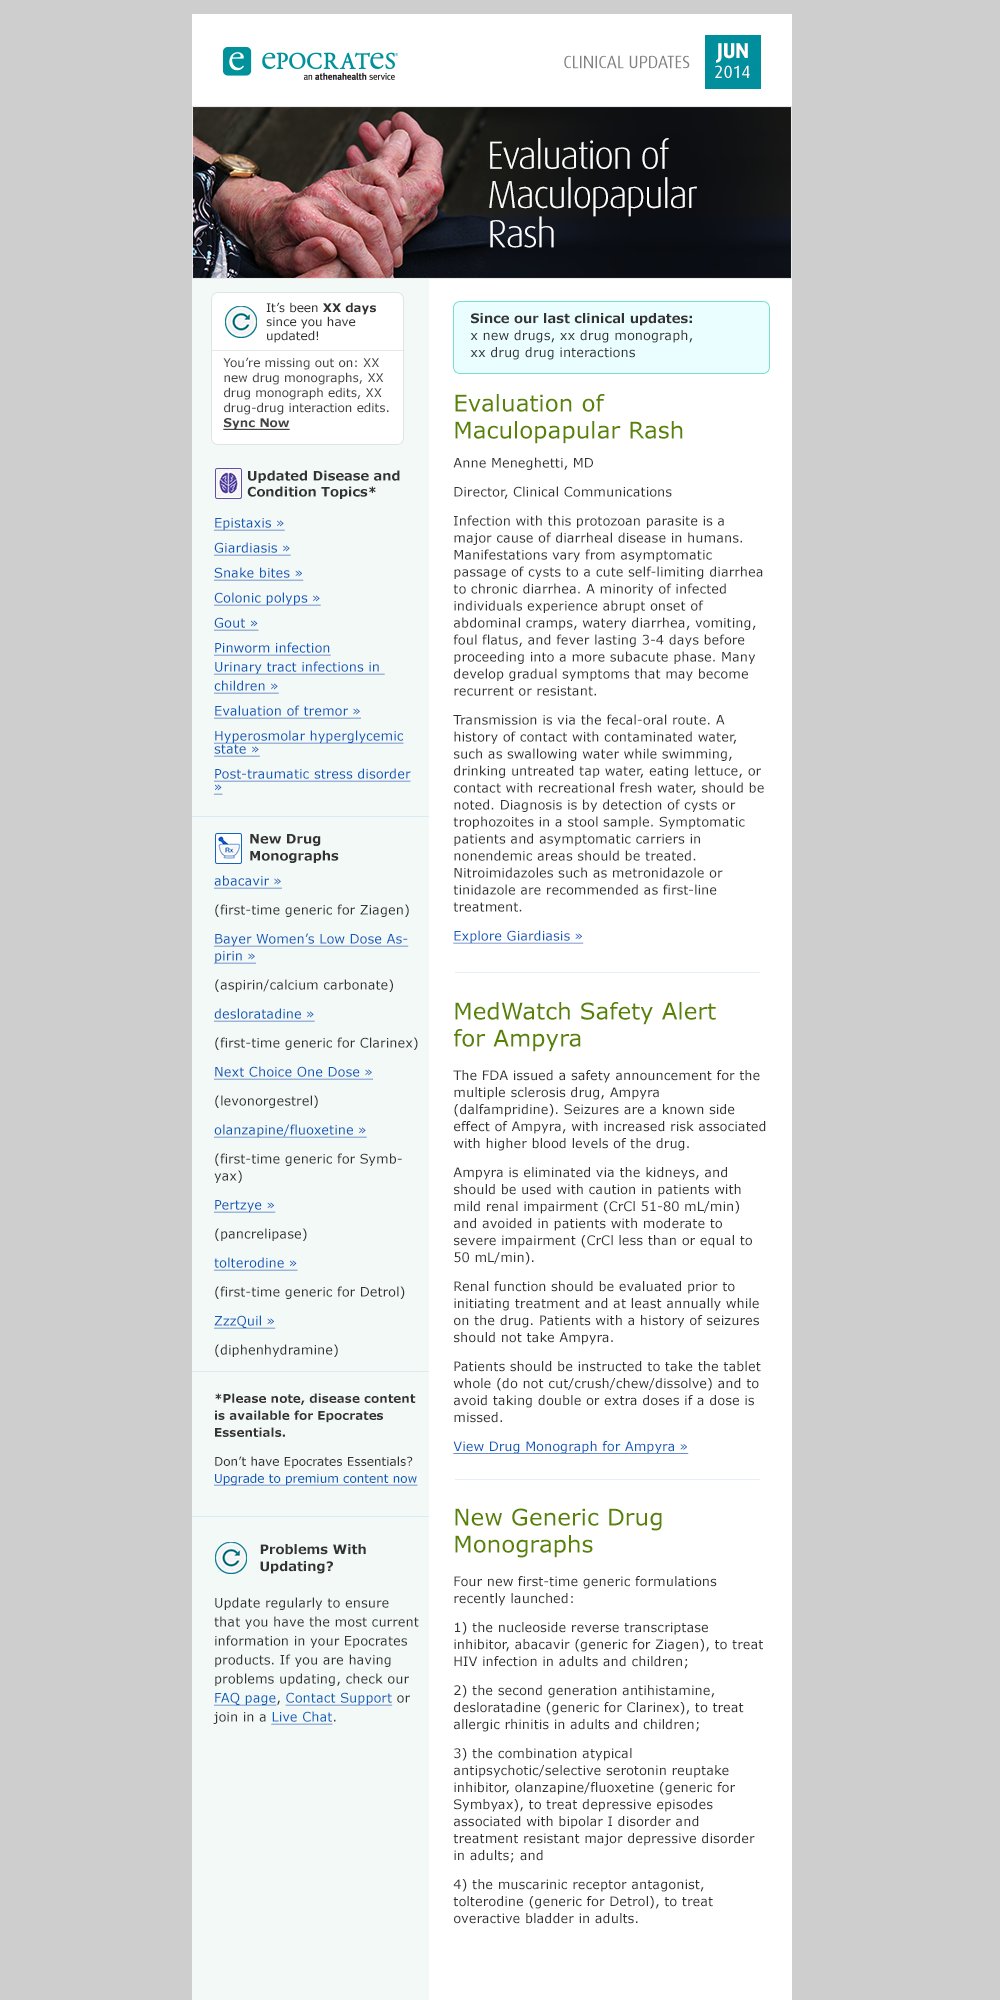 e EPOCRATES®
an athenahealth service
CLINICAL UPDATES
JUN
2014
Evaluation of
Maculopapular
Rash
It's been XX days
since you have
updated!
You're missing out on: XX
new drug monographs, XX
drug monograph edits, XX
drug-drug interaction edits.
Sync Now
Updated Disease and
Condition Topics*
Epistaxis »
Giardiasis »
Snake bites »
Colonic polyps »
Gout »
Pinworm infection
Urinary tract infections in
children »
Evaluation of tremor »
Hyperosmolar hyperglycemic
state »
Post-traumatic stress disorder
»
Rx
New Drug
Monographs
abacavir »
(first-time generic for Ziagen)
Bayer Women's Low Dose As-
pirin »
(aspirin/calcium carbonate)
desloratadine »
(first-time generic for Clarinex)
Next Choice One Dose »
(levonorgestrel)
olanzapine/fluoxetine »
(first-time generic for Symb-
yax)
Pertzye »
(pancrelipase)
tolterodine »
(first-time generic for Detrol)
ZzzQuil »
(diphenhydramine)
*Please note, disease content
is available for Epocrates
Essentials.
Don't have Epocrates Essentials?
Upgrade to premium content now
Problems With
Updating?
Update regularly to ensure
that you have the most current
information in your Epocrates
products. If you are having
problems updating, check our
FAQ page, Contact Support or
join in a Live Chat.
Since our last clinical updates:
x new drugs, xx drug monograph,
xx drug drug interactions
Evaluation of
Maculopapular Rash
Anne Meneghetti, MD
Director, Clinical Communications
Infection with this protozoan parasite is a
major cause of diarrheal disease in humans.
Manifestations vary from asymptomatic
passage of cysts to a cute self-limiting diarrhea
to chronic diarrhea. A minority of infected
individuals experience abrupt onset of
abdominal cramps, watery diarrhea, vomiting,
foul flatus, and fever lasting 3-4 days before
proceeding into a more subacute phase. Many
develop gradual symptoms that may become
recurrent or resistant.
Transmission is via the fecal-oral route. A
history of contact with contaminated water,
such as swallowing water while swimming,
drinking untreated tap water, eating lettuce, or
contact with recreational fresh water, should be
noted. Diagnosis is by detection of cysts or
trophozoites in a stool sample. Symptomatic
patients and asymptomatic carriers in
nonendemic areas should be treated.
Nitroimidazoles such as metronidazole or
tinidazole are recommended as first-line
treatment.
Explore Giardiasis »
MedWatch Safety Alert
for Ampyra
The FDA issued a safety announcement for the
multiple sclerosis drug, Ampyra
(dalfampridine). Seizures are a known side
effect of Ampyra, with increased risk associated
with higher blood levels of the drug.
Ampyra is eliminated via the kidneys, and
should be used with caution in patients with
mild renal impairment (CrCl 51-80 mL/min)
and avoided in patients with moderate to
severe impairment (CrCl less than or equal to
50 mL/min).
Renal function should be evaluated prior to
initiating treatment and at least annually while
on the drug. Patients with a history of seizures
should not take Ampyra.
Patients should be instructed to take the tablet
whole (do not cut/crush/chew/dissolve) and to
avoid taking double or extra doses if a dose is
missed.
View Drug Monograph for Ampyra »
New Generic Drug
Monographs
Four new first-time generic formulations
recently launched:
1) the nucleoside reverse transcriptase
inhibitor, abacavir (generic for Ziagen), to treat
HIV infection in adults and children;
2) the second generation antihistamine,
desloratadine (generic for Clarinex), to treat
allergic rhinitis in adults and children;
3) the combination atypical
antipsychotic/selective serotonin reuptake
inhibitor, olanzapine/fluoxetine (generic for
Symbyax), to treat depressive episodes
associated with bipolar I disorder and
treatment resistant major depressive disorder
in adults; and
4) the muscarinic receptor antagonist,
tolterodine (generic for Detrol), to treat
overactive bladder in adults.